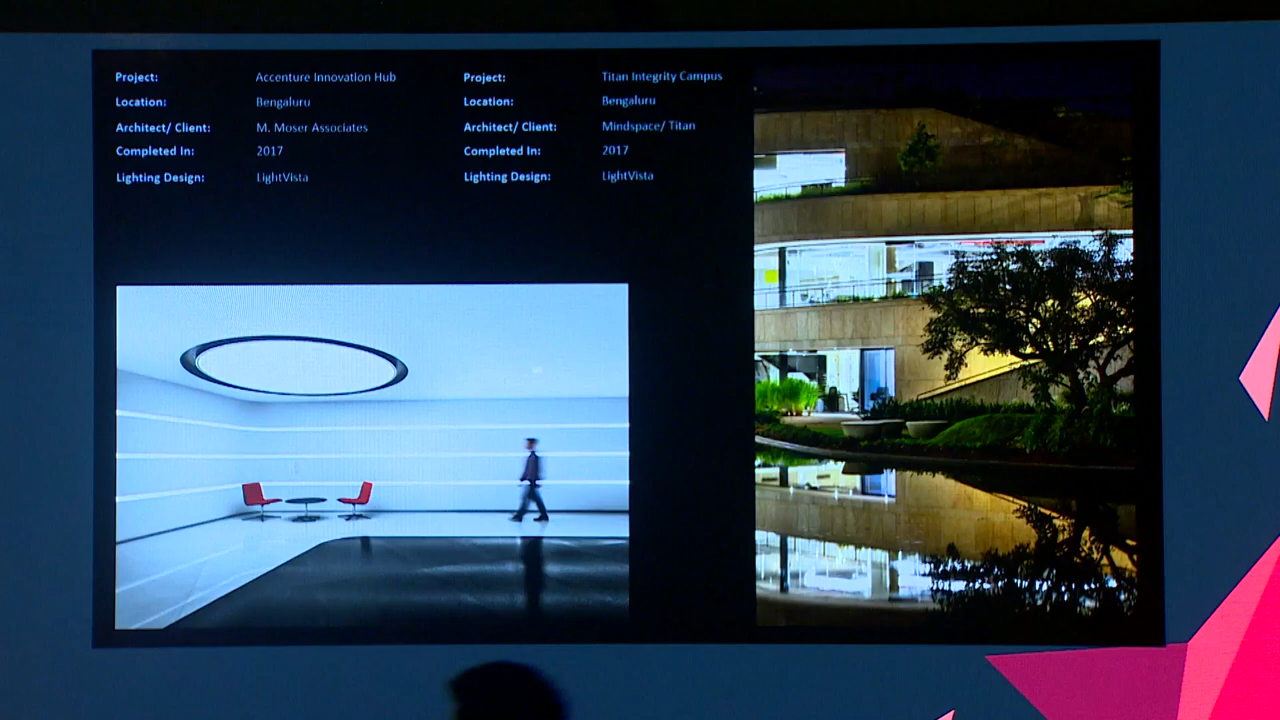 Project: Accenture Innovation Hub
Location: Bengaluru
Architect/ Client: M. Moser Associates
Completed In: 2017
Lighting Design: LightVista
Project: Titan Integrity Campus
Location: Bengaluru
Architect/ Client: Mindspace/ Titan
Completed In: 2017
Lighting Design: LightVista